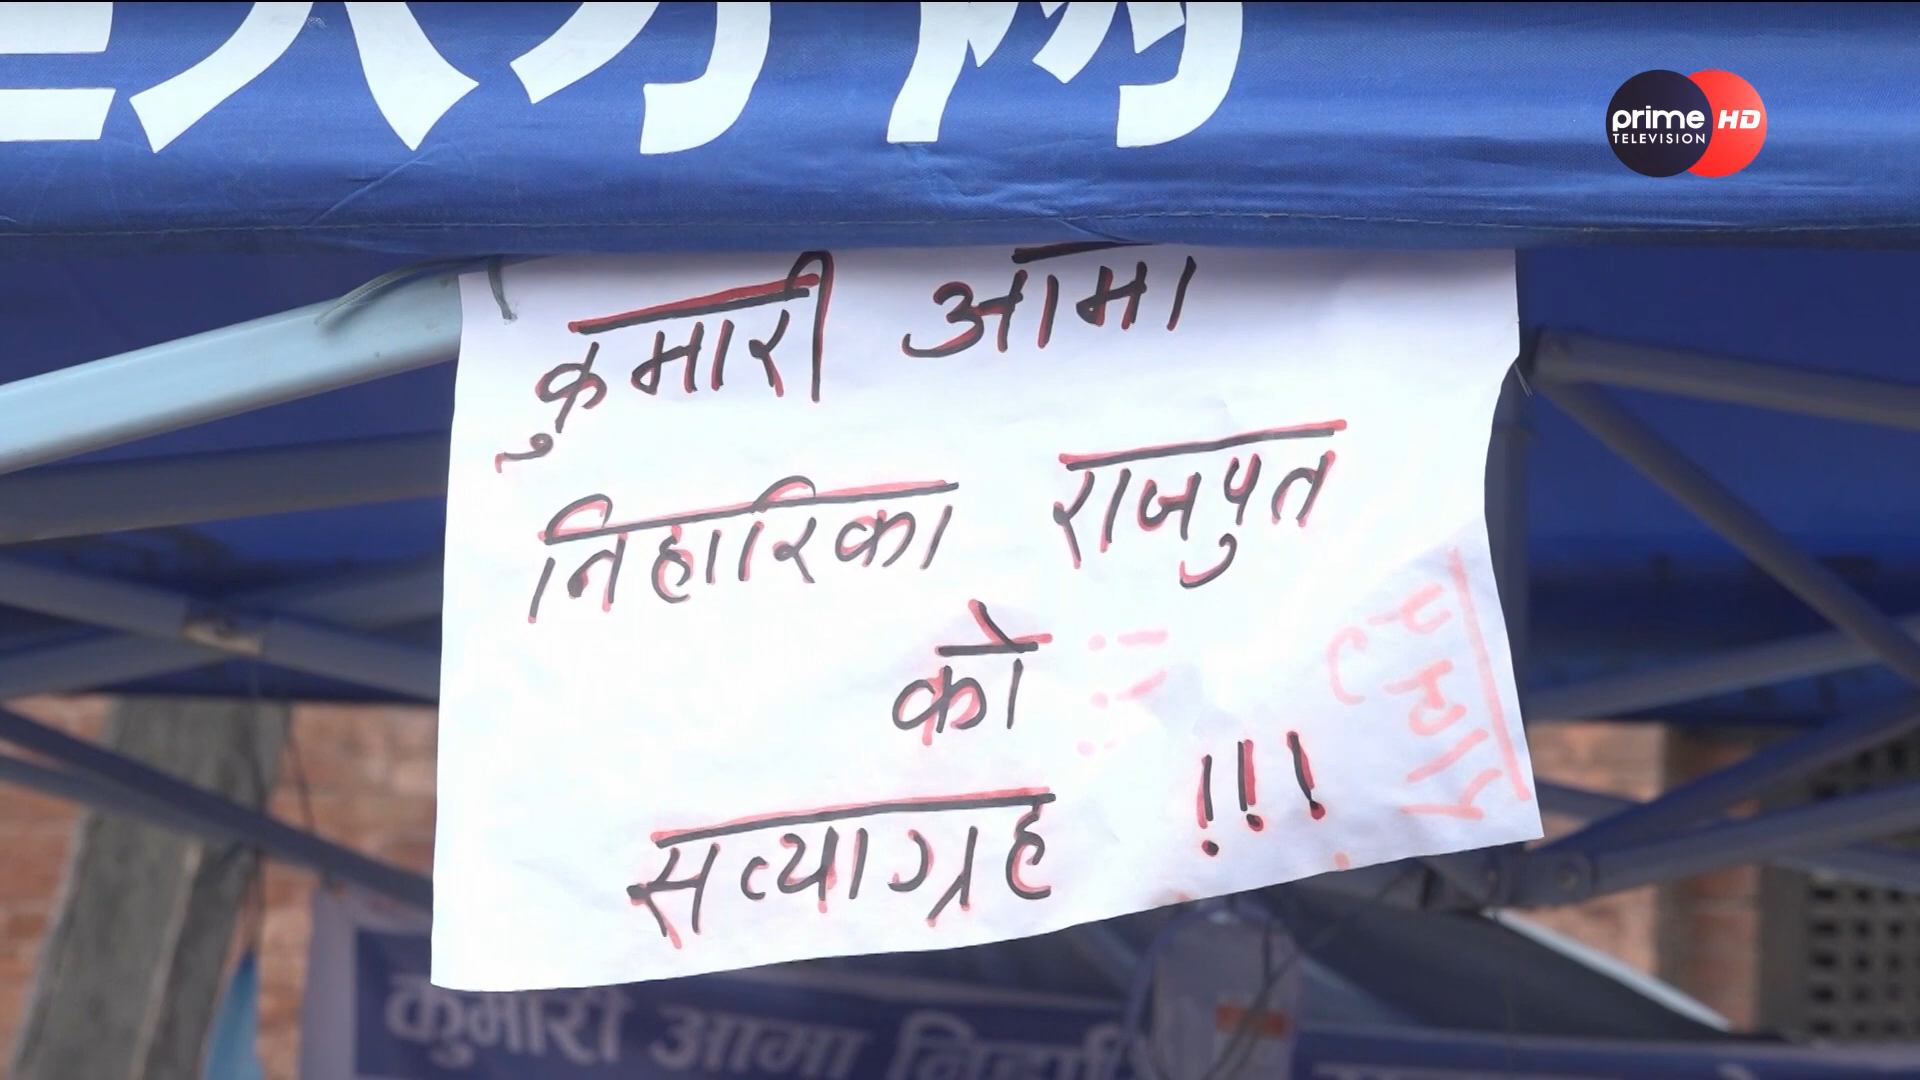 prime HD
TELEVISION
कुमारी आमा
निहारिका राजपुत
को
सत्याग्रह !!!
कुमारी आमा